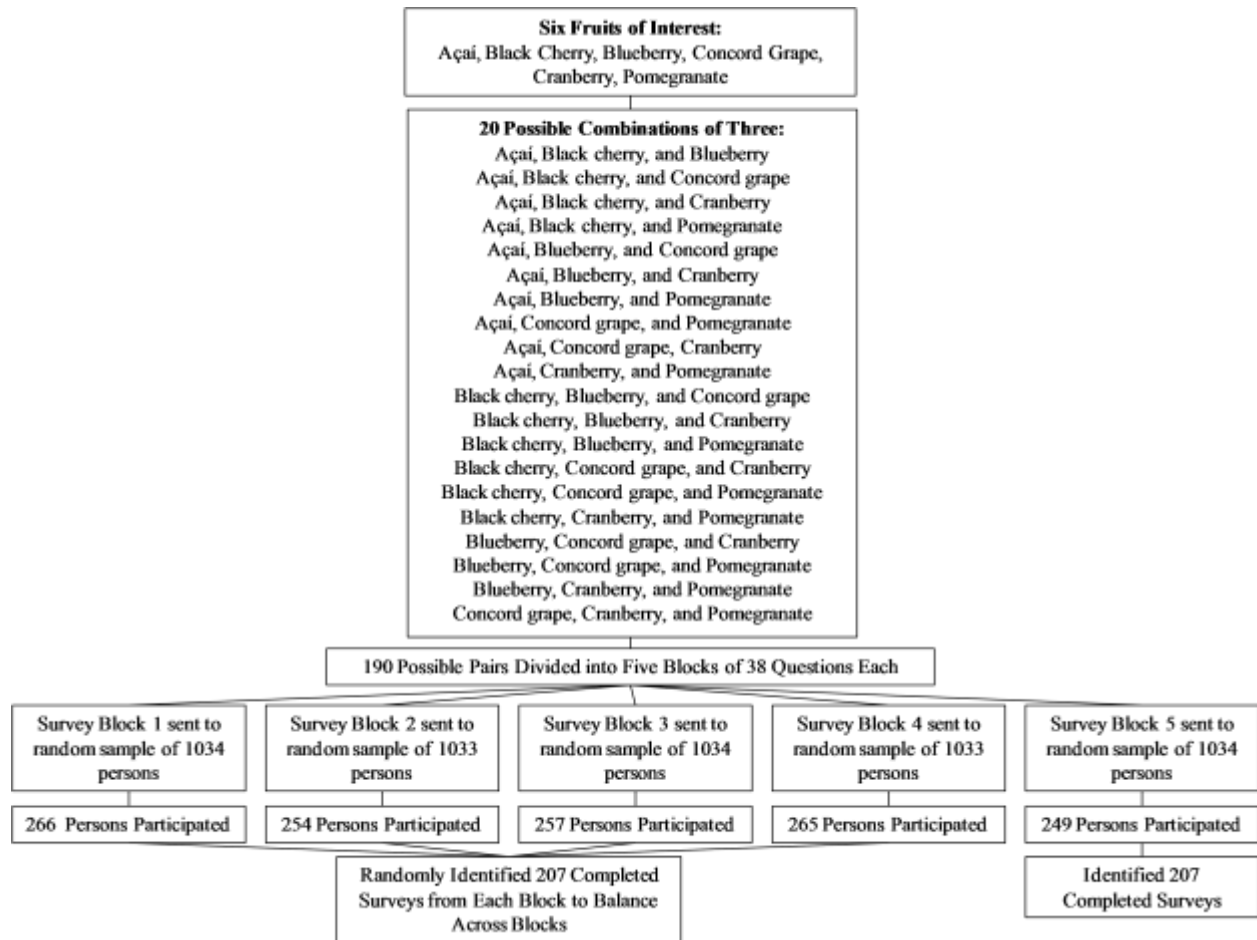 Six Fruits of Interest:
Açaí, Black Cherry, Blueberry, Concord Grape,
Cranberry, Pomegranate
20 Possible Combinations of Three:
Açaí, Black cherry, and Blueberry
Açaí, Black cherry, and Concord grape
Açaí, Black cherry, and Cranberry
Açaí, Black cherry, and Pomegranate
Açaí, Blueberry, and Concord grape
Açaí, Blueberry, and Cranberry
Açaí, Blueberry, and Pomegranate
Açaí, Concord grape, and Pomegranate
Açaí, Concord grape, Cranberry
Açaí, Cranberry, and Pomegranate
Black cherry, Blueberry, and Concord grape
Black cherry, Blueberry, and Cranberry
Black cherry, Blueberry, and Pomegranate
Black cherry, Concord grape, and Cranberry
Black cherry, Concord grape, and Pomegranate
Black cherry, Cranberry, and Pomegranate
Blueberry, Concord grape, and Cranberry
Blueberry, Concord grape, and Pomegranate
Blueberry, Cranberry, and Pomegranate
Concord grape, Cranberry, and Pomegranate
190 Possible Pairs Divided into Five Blocks of 38 Questions Each
Survey Block 1 sent to
random sample of 1034
persons
Survey Block 2 sent to
random sample of 1033
persons
Survey Block 3 sent to
random sample of 1034
persons
Survey Block 4 sent to
random sample of 1033
persons
Survey Block 5 sent to
random sample of 1034
persons
266 Persons Participated
254 Persons Participated
257 Persons Participated
265 Persons Participated
249 Persons Participated
Randomly Identified 207 Completed
Surveys from Each Block to Balance
Across Blocks
Identified 207
Completed Surveys